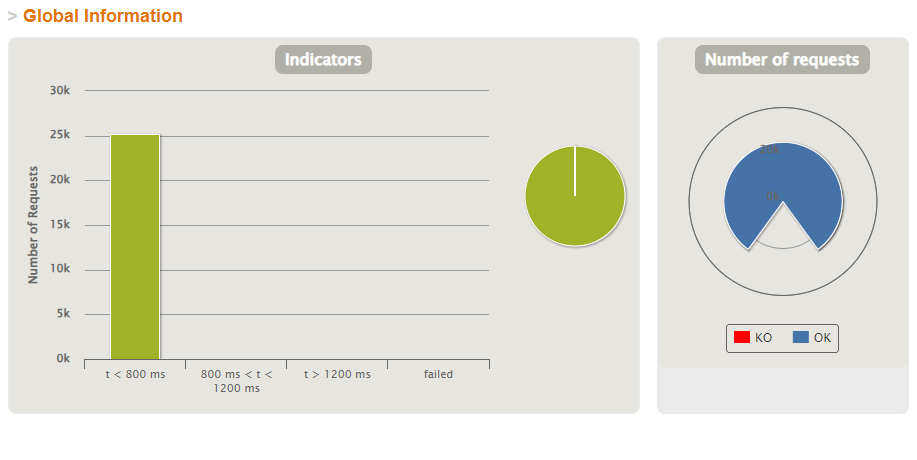 > Global Information
Indicators
Number of requests
30k
25k
20k
15k
10k
5k
0k
Number of Requests
t < 800 ms
800 ms < t <
1200 ms
t > 1200 ms
failed
0k
KO
OK